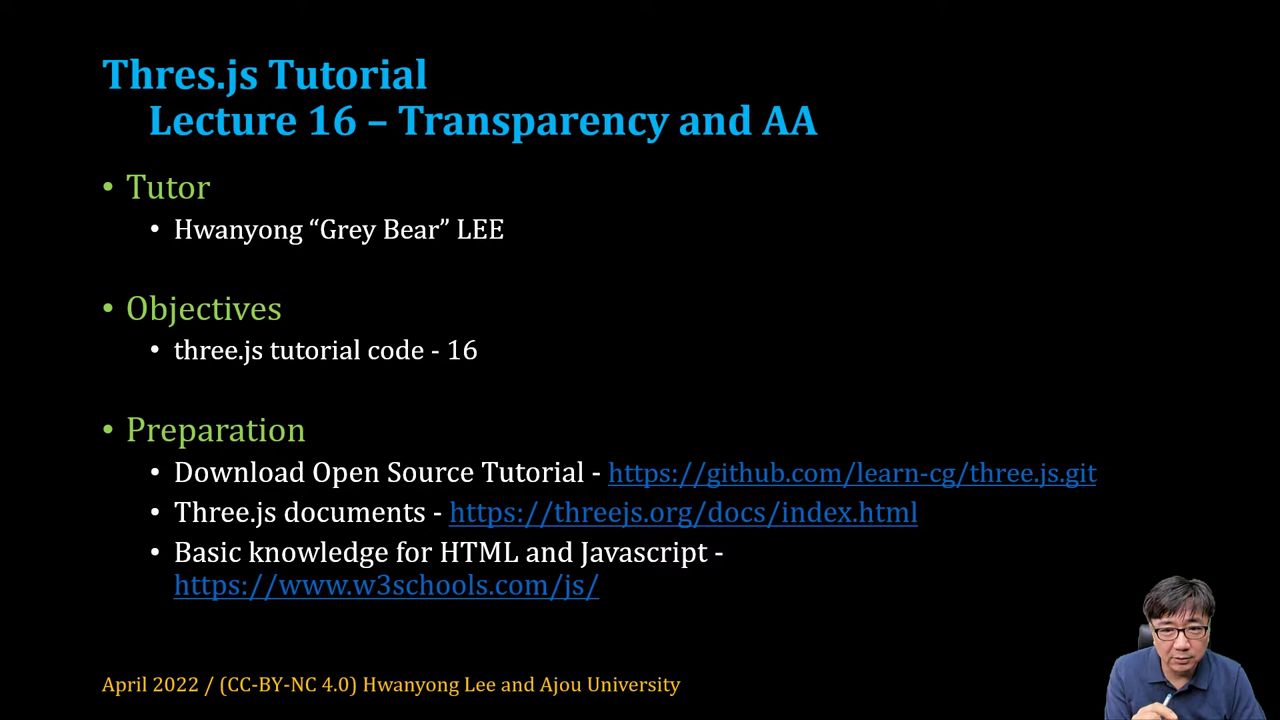 Thres.js Tutorial
Lecture 16 – Transparency and AA
• Tutor
• Hwanyong “Grey Bear” LEE
• Objectives
• three.js tutorial code - 16
• Preparation
• Download Open Source Tutorial - https://github.com/learn-cg/three.js.git
• Three.js documents - https://threejs.org/docs/index.html
• Basic knowledge for HTML and Javascript -
https://www.w3schools.com/js/
April 2022 / (CC-BY-NC 4.0) Hwanyong Lee and Ajou University